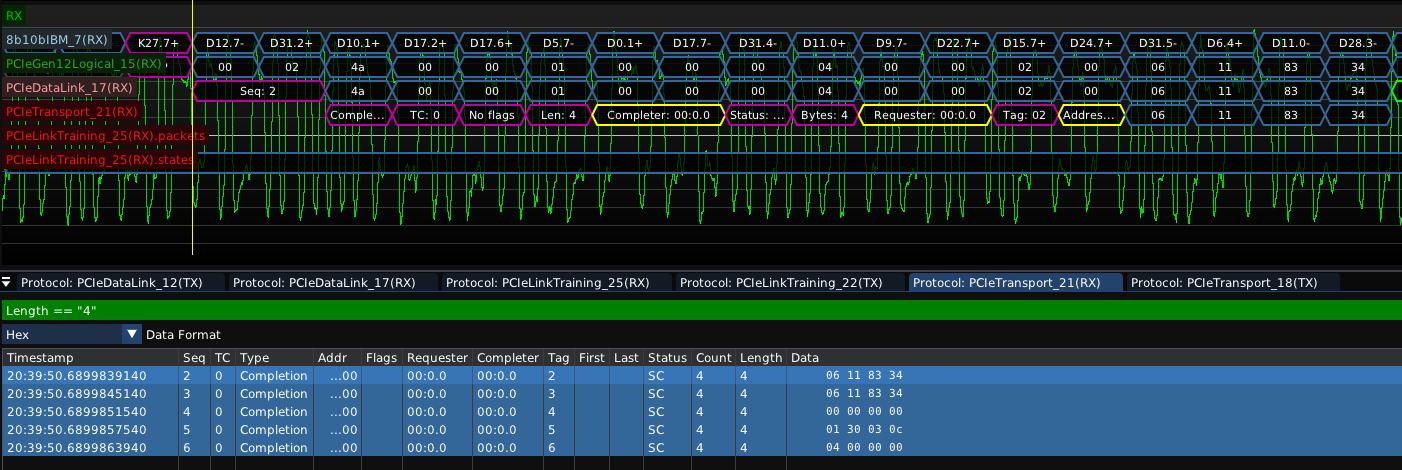 RX
8b10bIBM_7(RX) K27.7+ D12.7- D31.2+ D10.1+ D17.2+ D17.6+ D5.7- D0.1+ D17.7- D31.4- D11.0+ D9.7- D22.7+ D15.7+ D24.7+ D31.5- D6.4+ D11.0- D28.3-
PCIeGen12Logical_15(RX) 00 02 4a 00 00 01 00 00 00 04 00 00 02 00 06 11 83 34
PCIeDataLink_17(RX) Seq: 2 4a 00 00 01 00 00 00 04 00 00 02 00 06 11 83 34
PCIeTransport_21(RX) Comple... TC: 0 No flags Len: 4 Completer: 00:0.0 Status: ... Bytes: 4 Requester: 00:0.0 Tag: 02 Addres... 06 11 83 34
PCIeLinkTraining_25(RX).packets
PCIeLinkTraining_25(RX).states
Protocol: PCIeDataLink_12(TX) Protocol: PCIeDataLink_17(RX) Protocol: PCIeLinkTraining_25(RX) Protocol: PCIeLinkTraining_22(TX) Protocol: PCIeTransport_21(RX) Protocol: PCIeTransport_18(TX)
Length == "4"
Hex Data Format
Timestamp Seq TC Type Addr Flags Requester Completer Tag First Last Status Count Length Data
20:39:50.6899839140 2 0 Completion ...00 00:0.0 00:0.0 2 SC 4 4 06 11 83 34
20:39:50.6899845140 3 0 Completion ...00 00:0.0 00:0.0 3 SC 4 4 06 11 83 34
20:39:50.6899851540 4 0 Completion ...00 00:0.0 00:0.0 4 SC 4 4 00 00 00 00
20:39:50.6899857540 5 0 Completion ...00 00:0.0 00:0.0 5 SC 4 4 01 30 03 0c
20:39:50.6899863940 6 0 Completion ...00 00:0.0 00:0.0 6 SC 4 4 04 00 00 00